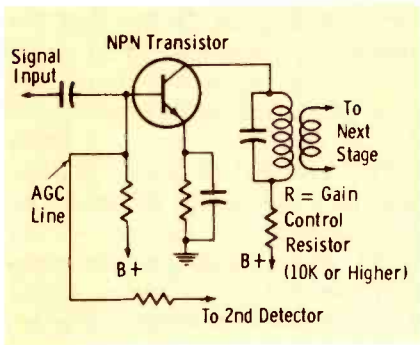 NPN Transistor
Signal
Input
To
Next
Stage
AGC
Line
R = Gain
Control
Resistor
(10K or Higher)
B+
B+
To 2nd Detector